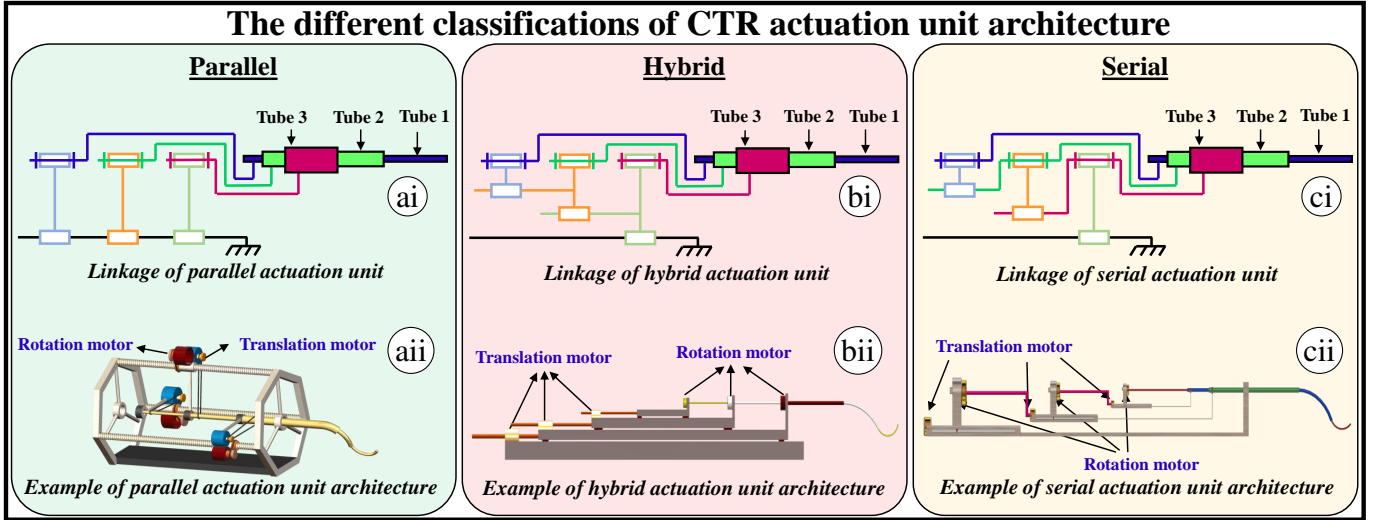 The different classifications of CTR actuation unit architecture
Parallel
Tube 3
Tube 2
Tube 1
ai
Linkage of parallel actuation unit
Rotation motor
Translation motor
aii
Example of parallel actuation unit architecture
Hybrid
Tube 3
Tube 2
Tube 1
bi
Linkage of hybrid actuation unit
Translation motor
Rotation motor
bii
Example of hybrid actuation unit architecture
Serial
Tube 3
Tube 2
Tube 1
ci
Linkage of serial actuation unit
Translation motor
cii
Rotation motor
Example of serial actuation unit architecture